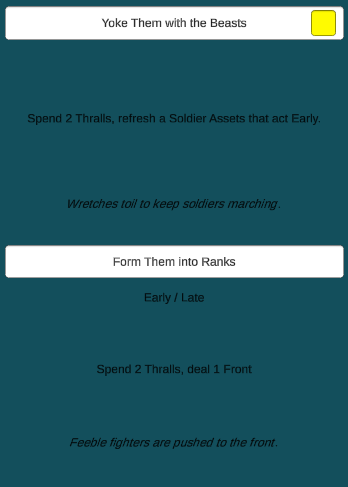 Yoke Them with the Beasts
Spend 2 Thralls, refresh a Soldier Assets that act Early.
Wretches toil to keep soldiers marching.
Form Them into Ranks
Early / Late
Spend 2 Thralls, deal 1 Front
Feeble fighters are pushed to the front.